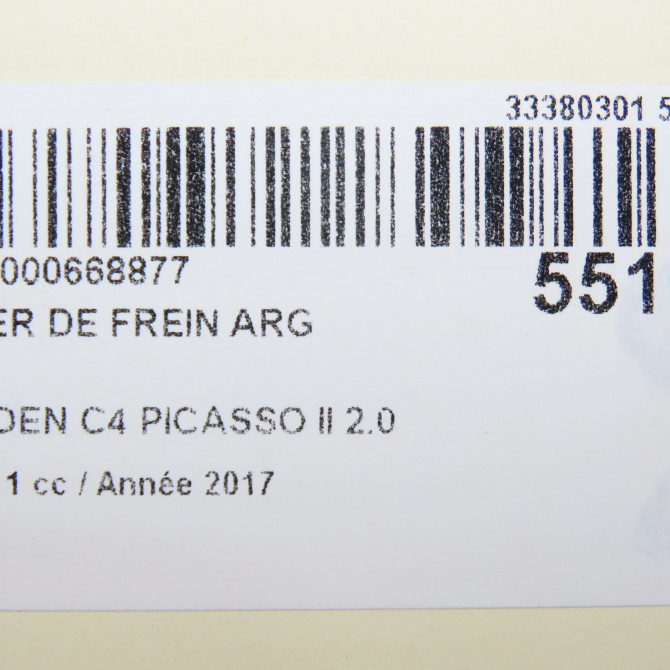 33380301 5
000668877
551
ER DE FREIN ARG
DEN C4 PICASSO II 2.0
1 cc / Année 2017